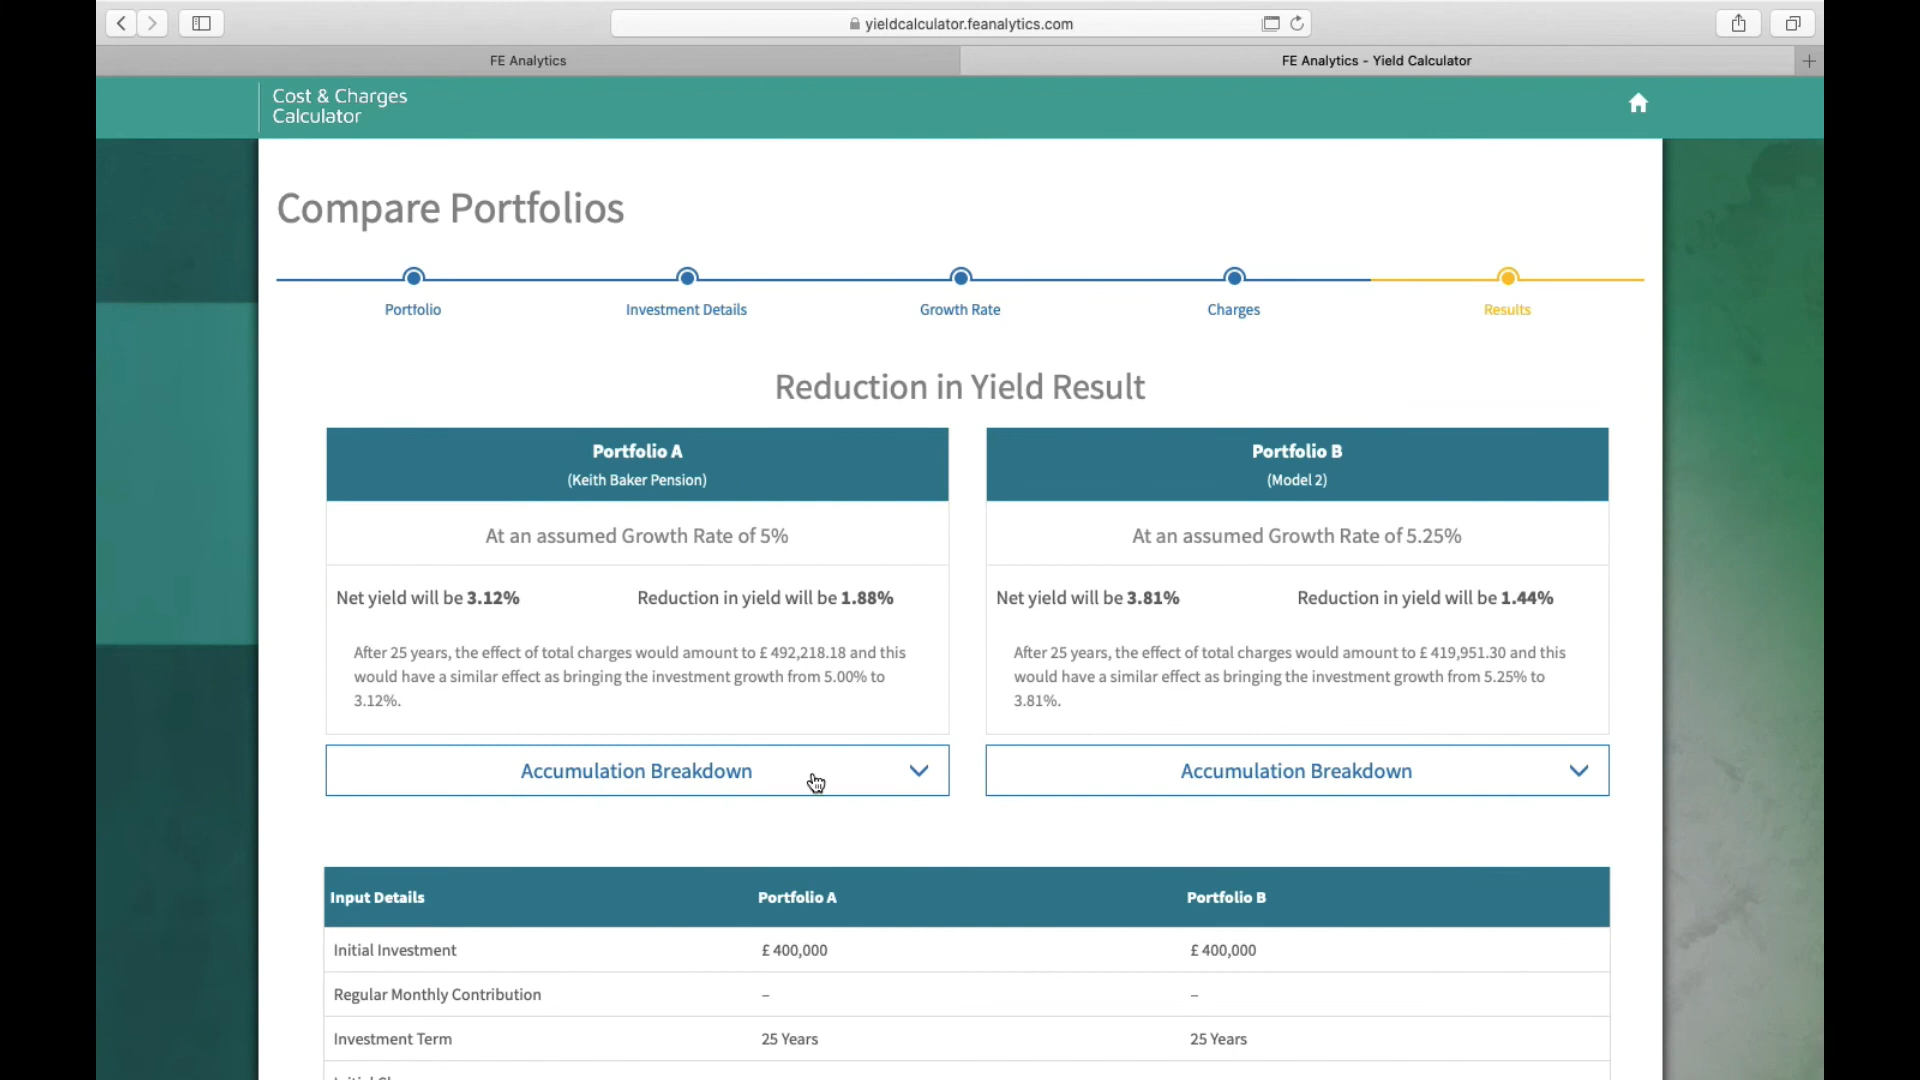 yieldcalculator.feanalytics.com
FE Analytics
FE Analytics - Yield Calculator
Cost & Charges
Calculator
Compare Portfolios
Portfolio
Investment Details
Growth Rate
Charges
Results
Reduction in Yield Result
Portfolio A
(Keith Baker Pension)
At an assumed Growth Rate of 5%
Net yield will be 3.12%
Reduction in yield will be 1.88%
After 25 years, the effect of total charges would amount to £ 492,218.18 and this
would have a similar effect as bringing the investment growth from 5.00% to
3.12%.
Accumulation Breakdown
Portfolio B
(Model 2)
At an assumed Growth Rate of 5.25%
Net yield will be 3.81%
Reduction in yield will be 1.44%
After 25 years, the effect of total charges would amount to £ 419,951.30 and this
would have a similar effect as bringing the investment growth from 5.25% to
3.81%.
Accumulation Breakdown
Input Details Portfolio A Portfolio B
Initial Investment £ 400,000 £ 400,000
Regular Monthly Contribution – –
Investment Term 25 Years 25 Years